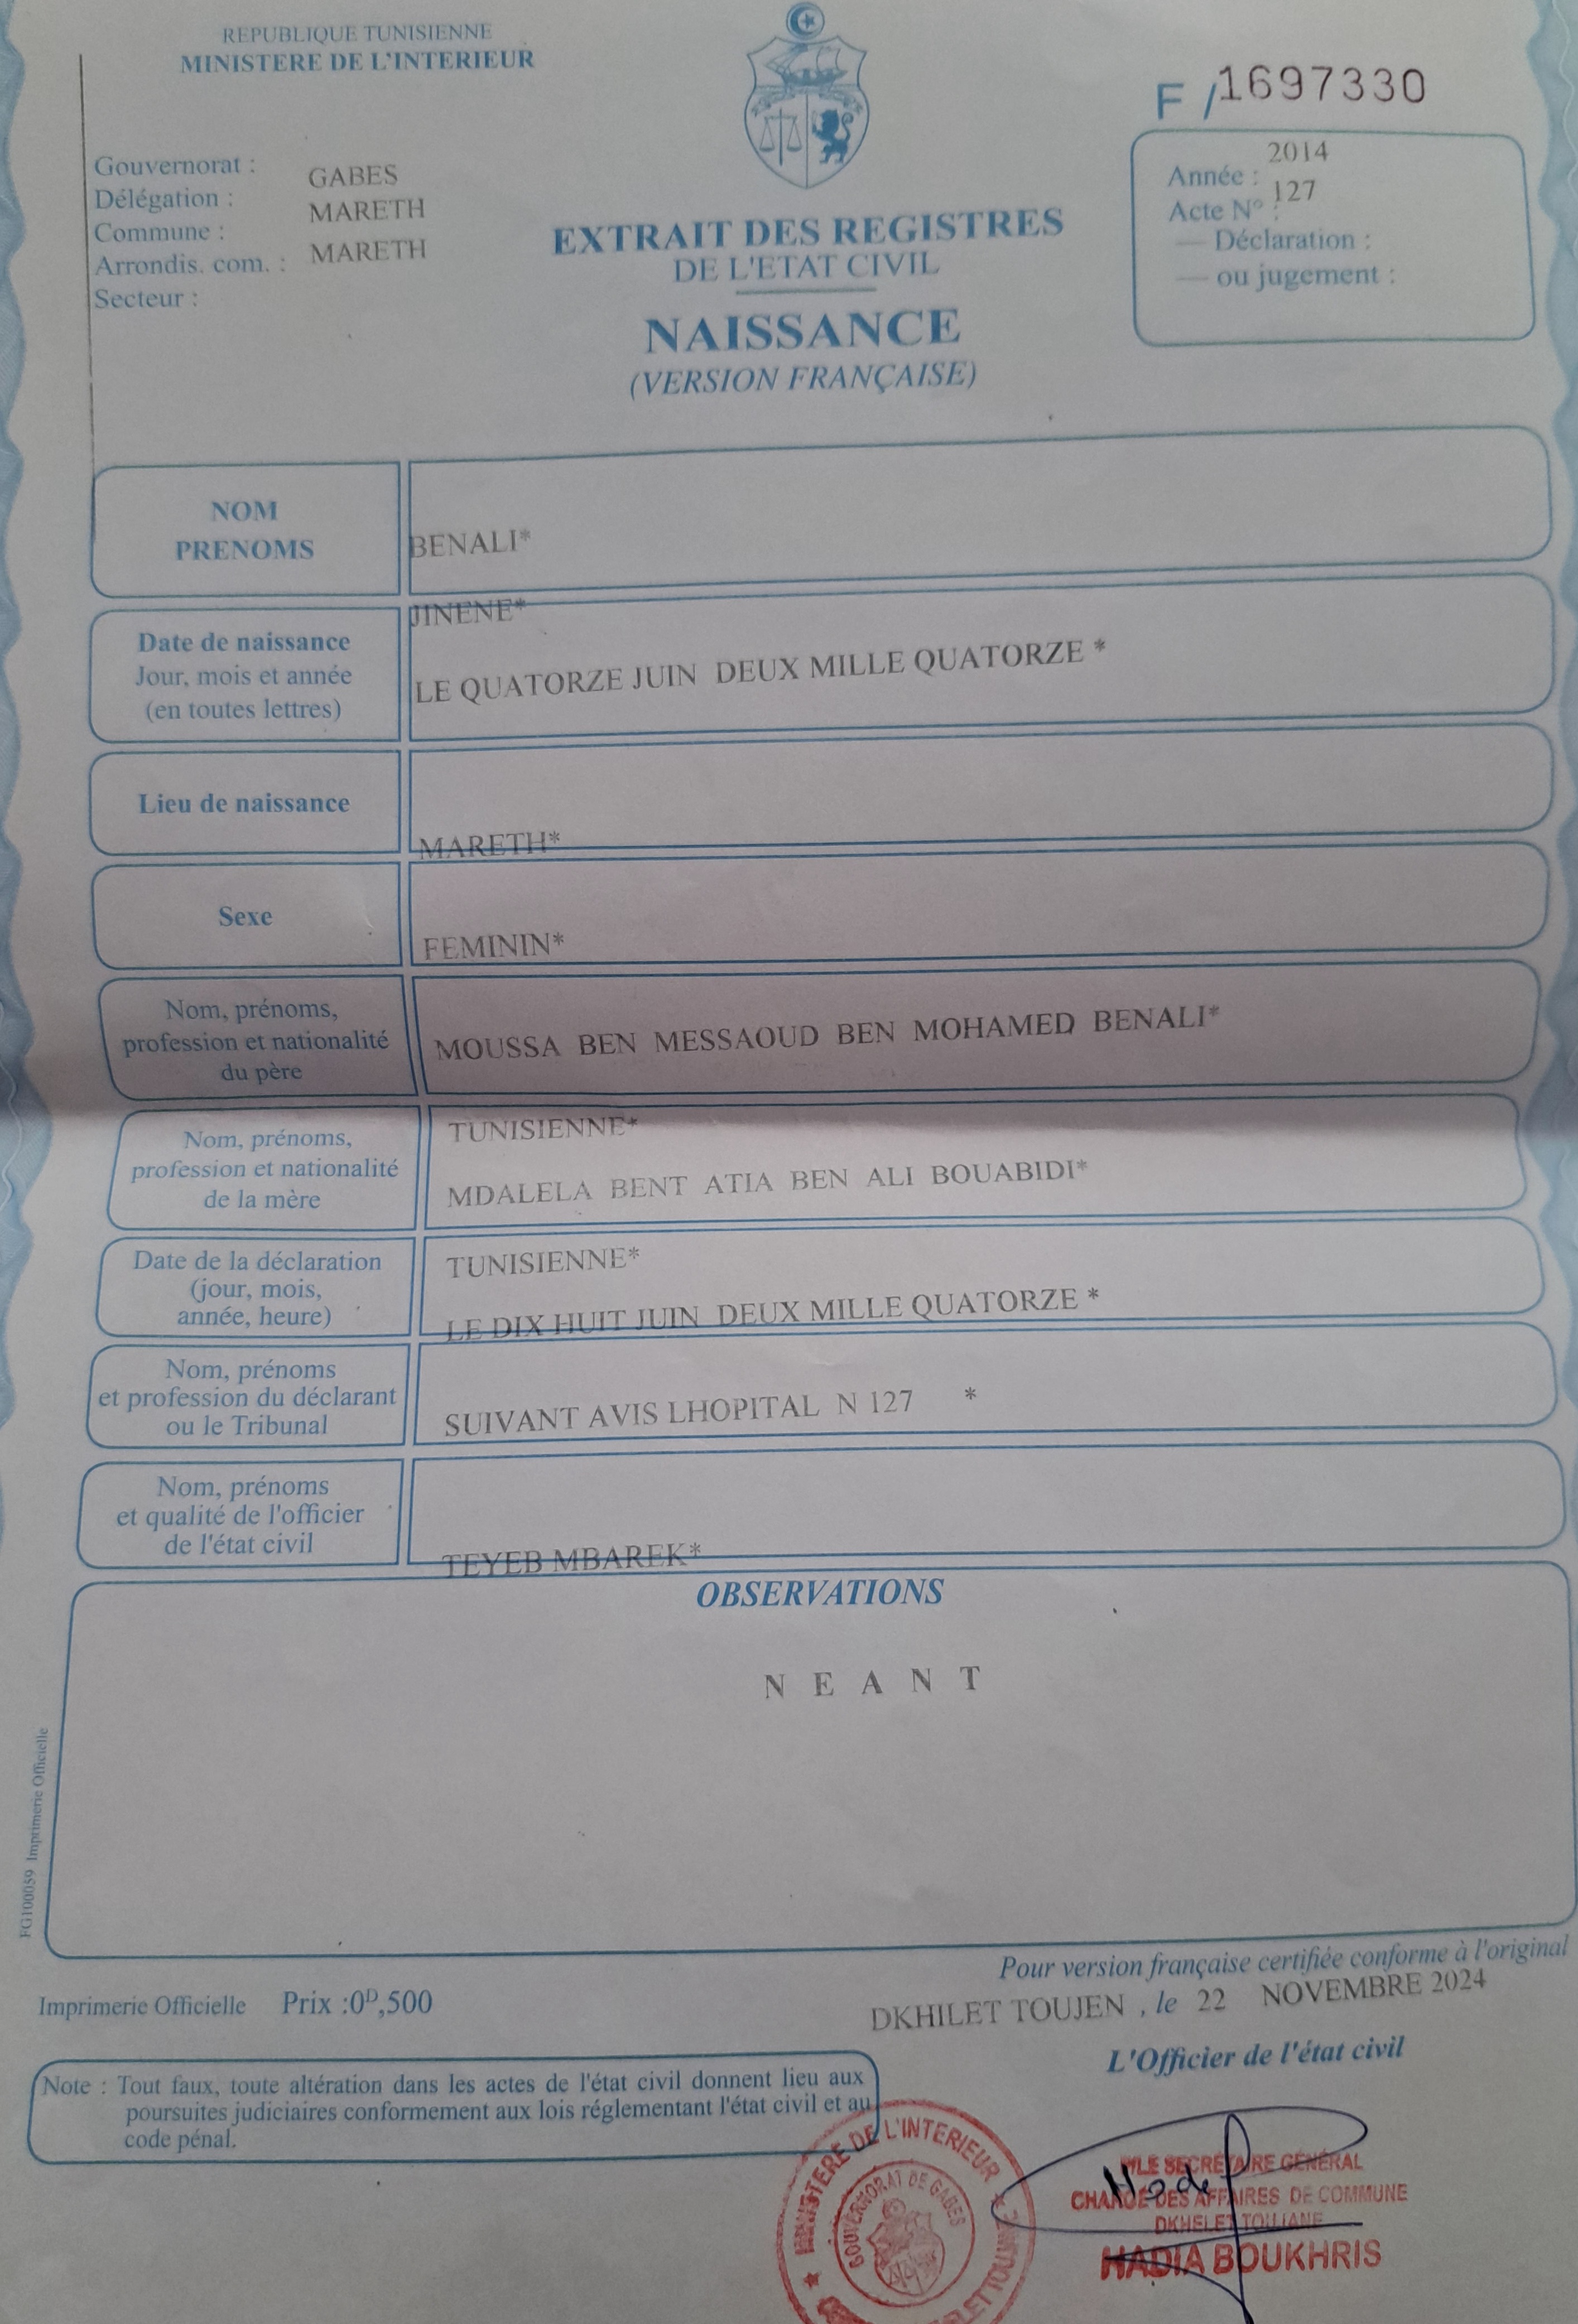 REPUBLIQUE TUNISIENNE
MINISTERE DE L'INTERIEUR
F / 1697330
Gouvernorat : GABES
Délégation : MARETH
Commune :
Arrondis. com. : MARETH
Secteur :
Année : 2014
Acte N° : 127
— Déclaration :
— ou jugement :
EXTRAIT DES REGISTRES
DE L'ETAT CIVIL
NAISSANCE
(VERSION FRANÇAISE)
NOM
PRENOMS
BENALI*
JINENE*
Date de naissance
Jour, mois et année
(en toutes lettres)
LE QUATORZE JUIN DEUX MILLE QUATORZE *
Lieu de naissance
MARETH*
Sexe
FEMININ*
Nom, prénoms,
profession et nationalité
du père
MOUSSA BEN MESSAOUD BEN MOHAMED BENALI*
TUNISIENNE*
Nom, prénoms,
profession et nationalité
de la mère
MDALELA BENT ATIA BEN ALI BOUABIDI*
TUNISIENNE*
Date de la déclaration
(jour, mois,
année, heure)
LE DIX HUIT JUIN DEUX MILLE QUATORZE *
Nom, prénoms
et profession du déclarant
ou le Tribunal
SUIVANT AVIS LHOPITAL N 127 *
Nom, prénoms
et qualité de l'officier
de l'état civil
TEYEB MBAREK*
OBSERVATIONS
N E A N T
FG100059 Imprimerie Officielle
Pour version française certifiée conforme à l'original
Imprimerie Officielle Prix :0ᴰ,500
DKHILET TOUJEN , le 22 NOVEMBRE 2024
L'Officier de l'état civil
Note : Tout faux, toute altération dans les actes de l'état civil donnent lieu aux
poursuites judiciaires conformement aux lois réglementant l'état civil et au
code pénal.
MINISTERE DE L'INTERIEUR
GOUVERNORAT DE GABES
LE SECRÉTAIRE GÉNÉRAL
CHARGÉ DES AFFAIRES DE COMMUNE
DKHELET TOUJANE
HADIA BOUKHRIS